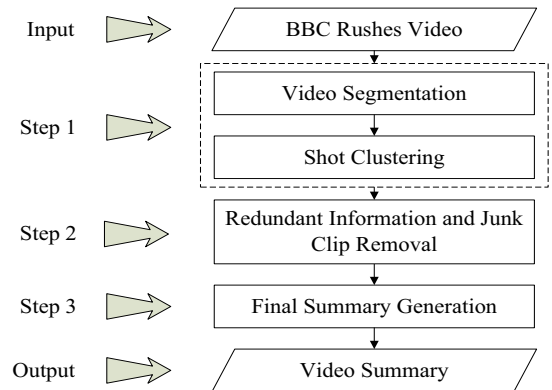 Input
BBC Rushes Video
Step 1
Video Segmentation
Shot Clustering
Step 2
Redundant Information and Junk
Clip Removal
Step 3
Final Summary Generation
Output
Video Summary